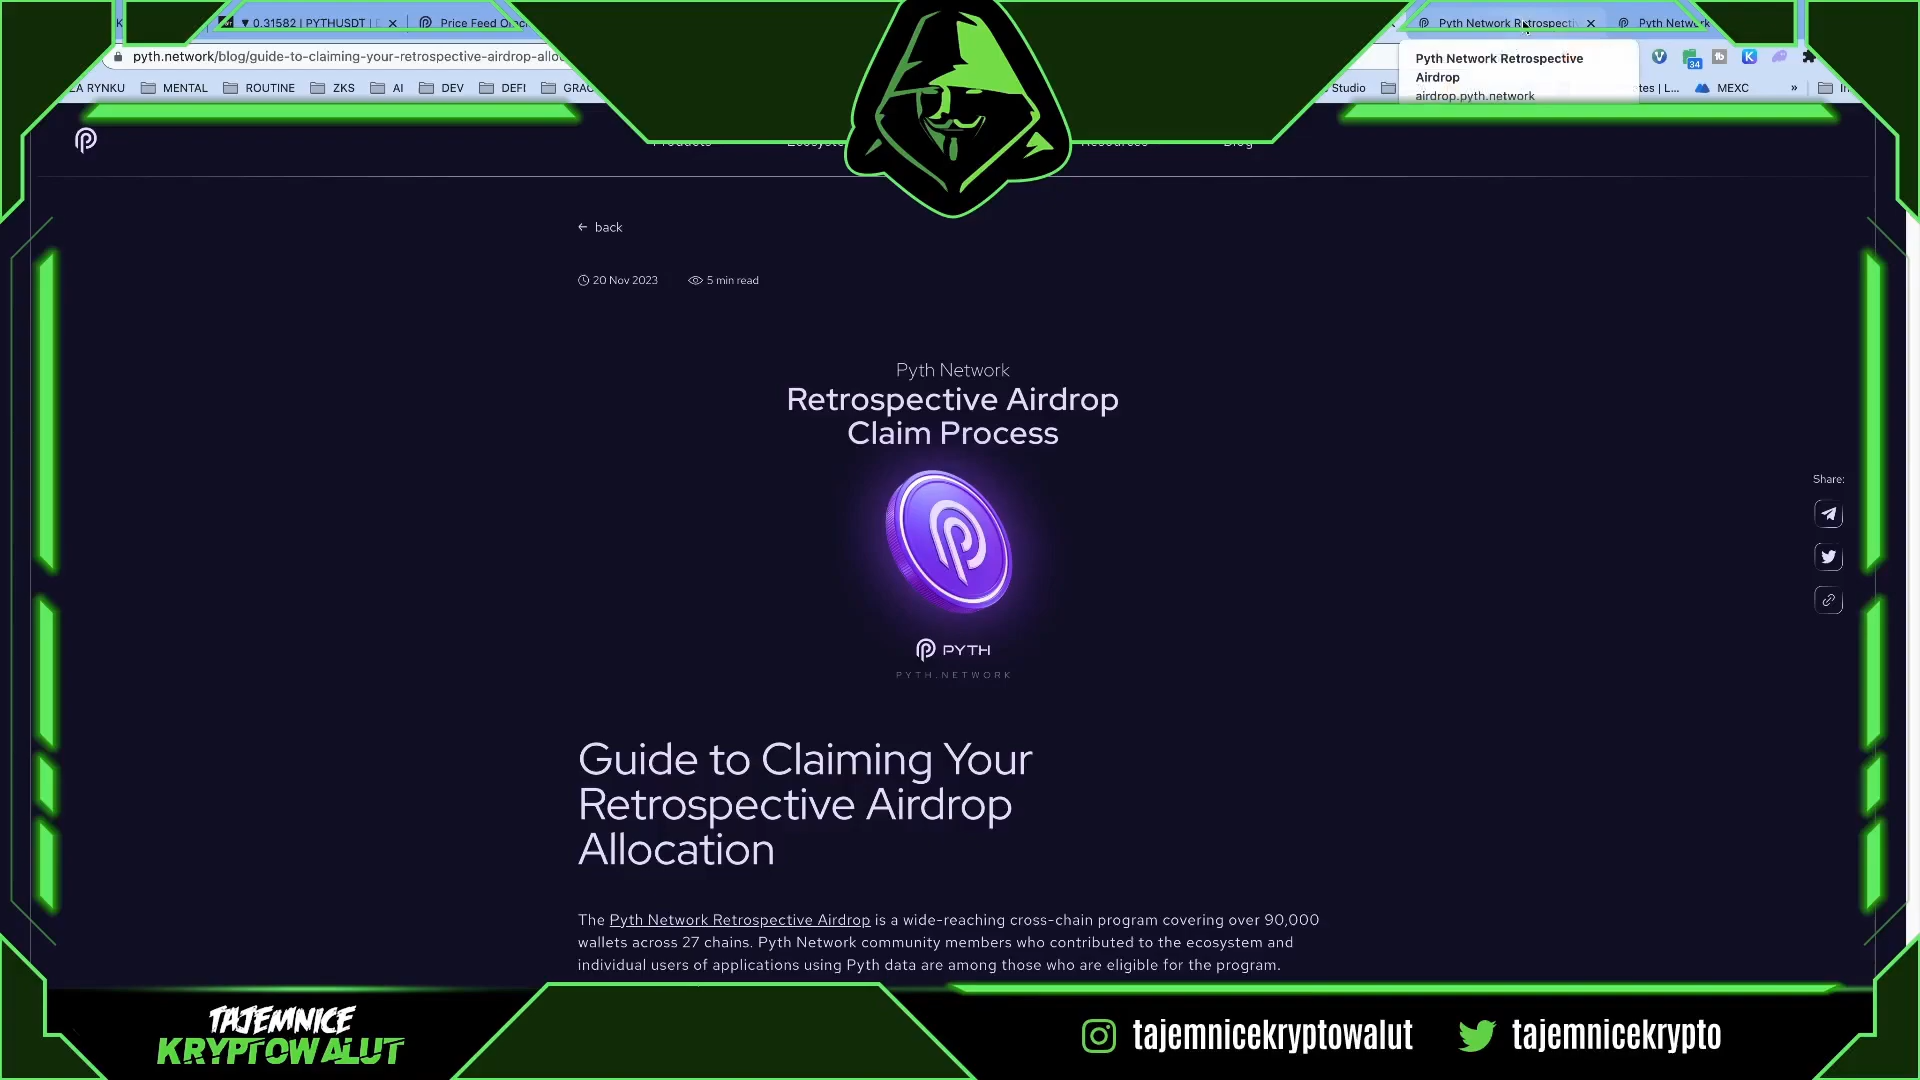 ▼ 0.31582 | PYTHUSDT |
Price Feed
Pyth Network Retrospecti
Pyth Network
pyth.network/blog/guide-to-claiming-your-retrospective-airdrop-allo
Pyth Network Retrospective
Airdrop
airdrop.pyth.network
34
RYNKU
MENTAL
ROUTINE
ZKS
AI
DEV
DEFI
Studio
MEXC
»
Products
Resources
Blog
← back
20 Nov 2023
5 min read
Pyth Network
Retrospective Airdrop
Claim Process
PYTH
PYTH.NETWORK
Share:
Guide to Claiming Your
Retrospective Airdrop
Allocation
The Pyth Network Retrospective Airdrop is a wide-reaching cross-chain program covering over 90,000
wallets across 27 chains. Pyth Network community members who contributed to the ecosystem and
individual users of applications using Pyth data are among those who are eligible for the program.
TAJEMNICE
KRYPTOWALUT
tajemnicekryptowalut
tajemnicekrypto